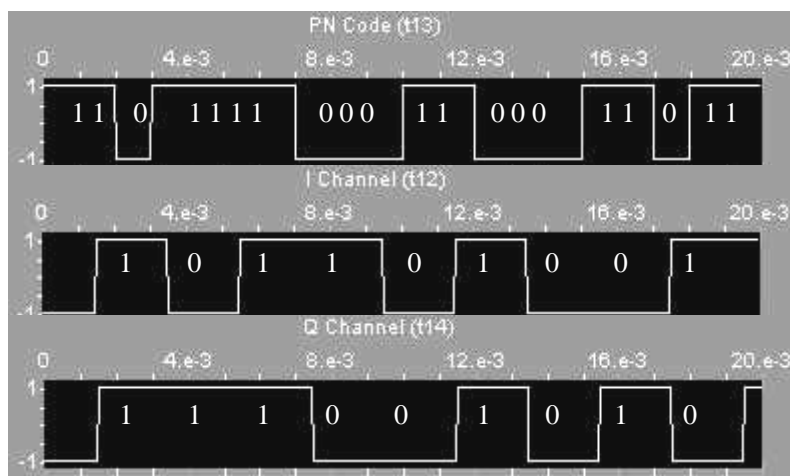 PN Code (t13)
0 4.e-3 8.e-3 12.e-3 16.e-3 20.e-3
1
1 1 0 1 1 1 1 0 0 0 1 1 0 0 0 1 1 0 1 1
-1
I Channel (t12)
0 4.e-3 8.e-3 12.e-3 16.e-3 20.e-3
1
1 0 1 1 0 1 0 0 1
-1
Q Channel (t14)
0 4.e-3 8.e-3 12.e-3 16.e-3 20.e-3
1
1 1 1 0 0 1 0 1 0
-1